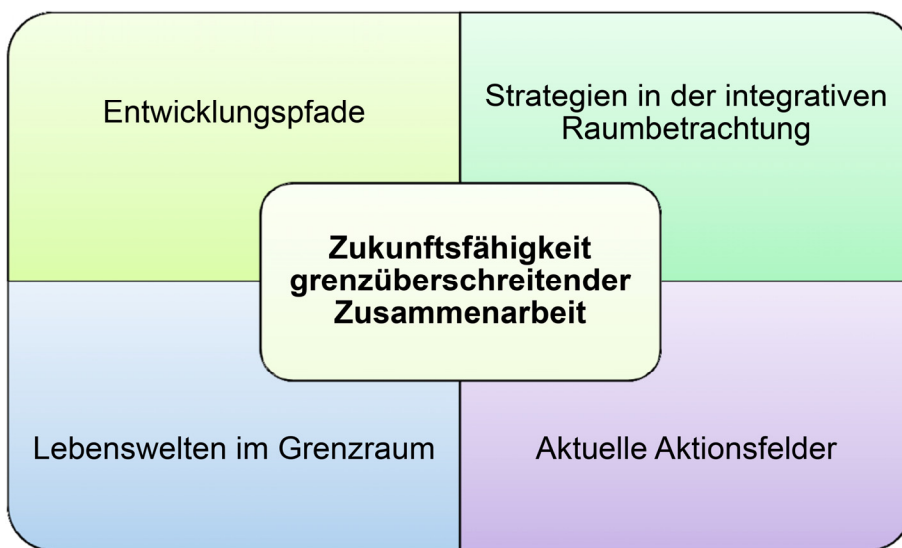 Entwicklungspfade
Strategien in der integrativen
Raumbetrachtung
Zukunftsfähigkeit
grenzüberschreitender
Zusammenarbeit
Lebenswelten im Grenzraum
Aktuelle Aktionsfelder